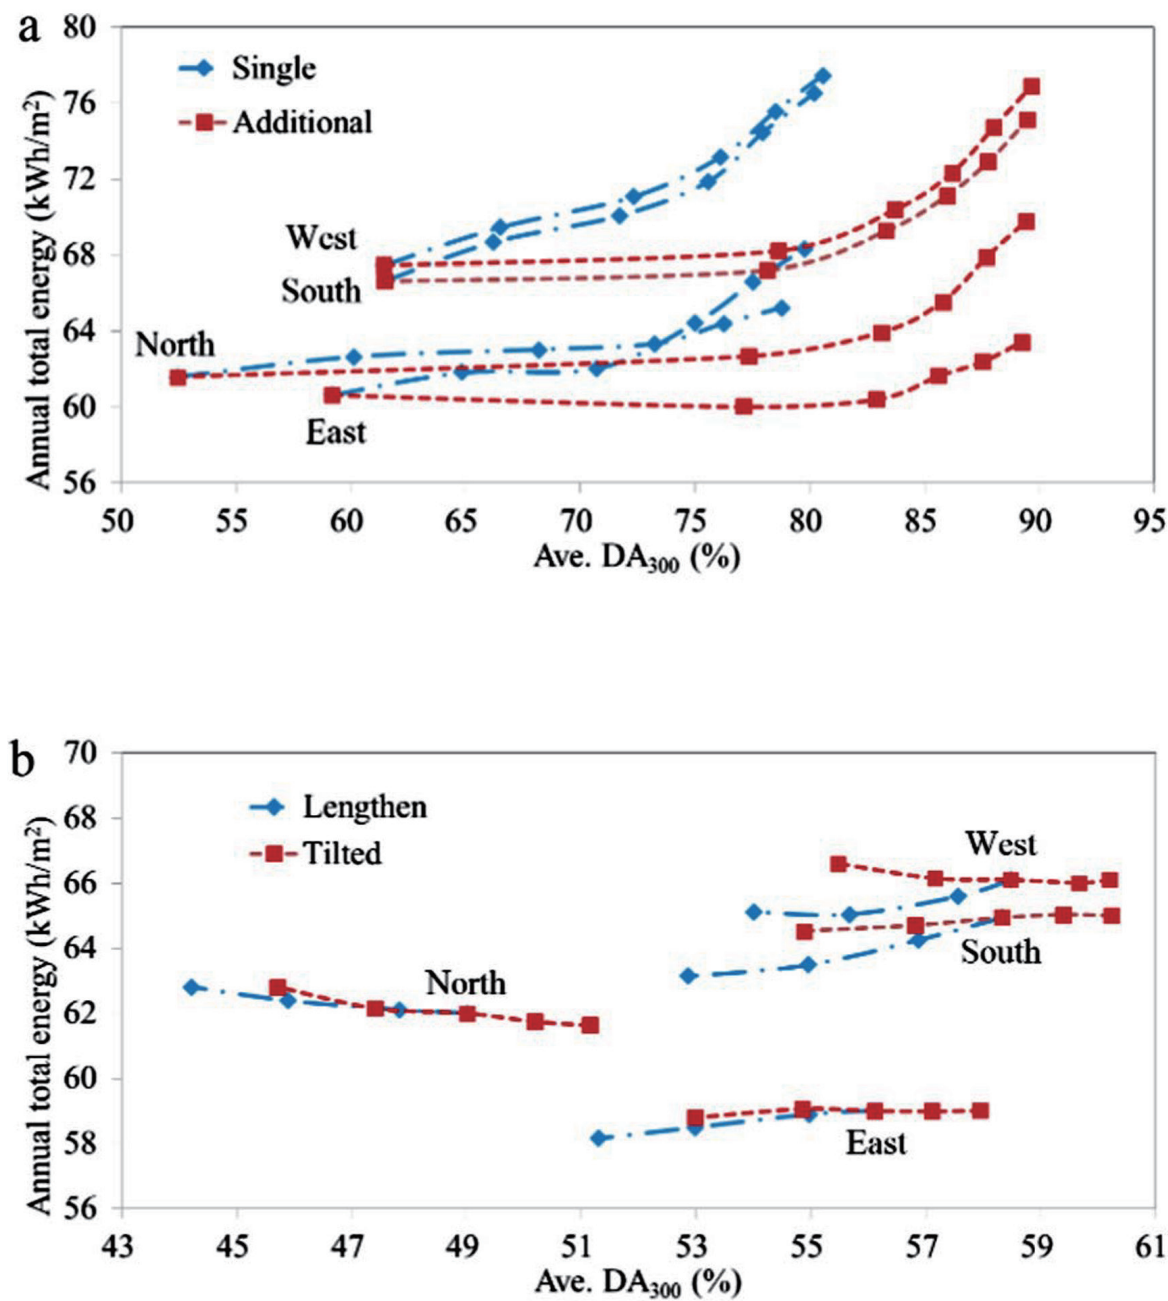 a
80
76
72
68
64
60
56
Annual total energy (kWh/m²)
Single
Additional
West
South
North
East
50 55 60 65 70 75 80 85 90 95
Ave. DA₃₀₀ (%)
b
70
68
66
64
62
60
58
56
Annual total energy (kWh/m²)
Lengthen
Tilted
West
South
North
East
43 45 47 49 51 53 55 57 59 61
Ave. DA₃₀₀ (%)